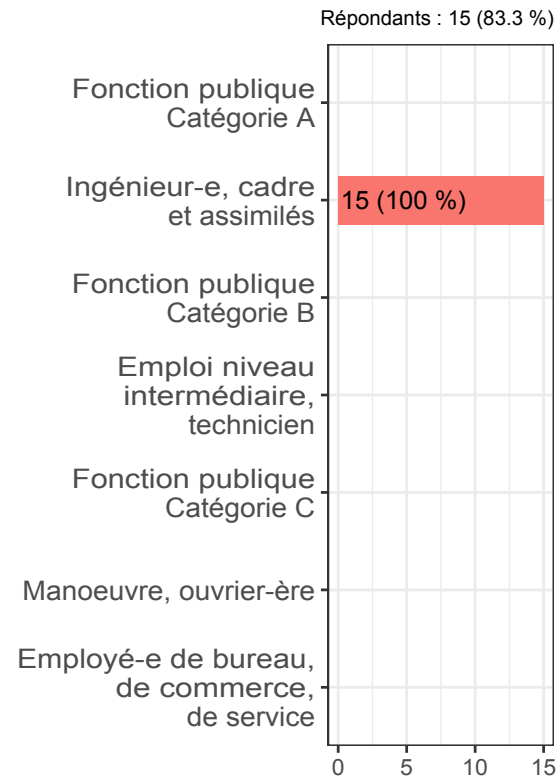 Répondants : 15 (83.3 %)
Fonction publique
Catégorie A
Ingénieur-e, cadre
et assimilés
15 (100 %)
Fonction publique
Catégorie B
Emploi niveau
intermédiaire,
technicien
Fonction publique
Catégorie C
Manoeuvre, ouvrier-ère
Employé-e de bureau,
de commerce,
de service
0 5 10 15